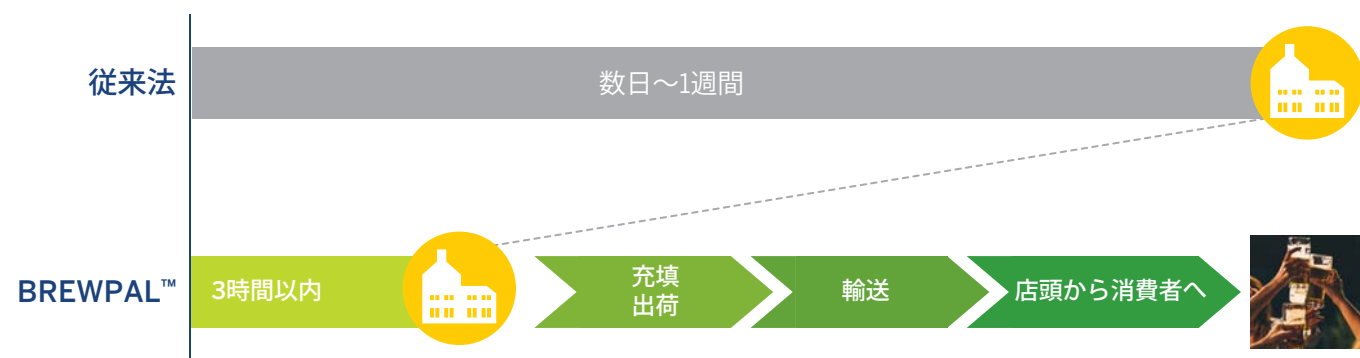 従来法
数日～1週間
BREWPAL™
3時間以内
充填
出荷
輸送
店頭から消費者へ